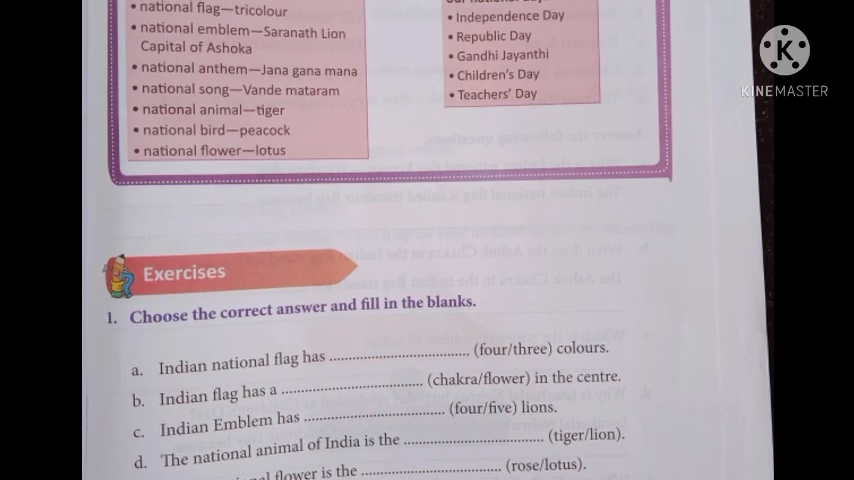 • national flag—tricolour
• national emblem—Saranath Lion
Capital of Ashoka
• national anthem—Jana gana mana
• national song—Vande mataram
• national animal—tiger
• national bird—peacock
• national flower—lotus
• Independence Day
• Republic Day
• Gandhi Jayanthi
• Children's Day
• Teachers' Day
K
KINEMASTER
Exercises
1. Choose the correct answer and fill in the blanks.
a. Indian national flag has ........................................ (four/three) colours.
b. Indian flag has a ........................................ (chakra/flower) in the centre.
c. Indian Emblem has ........................................ (four/five) lions.
d. The national animal of India is the ........................................ (tiger/lion).
flower is the ........................................ (rose/lotus).